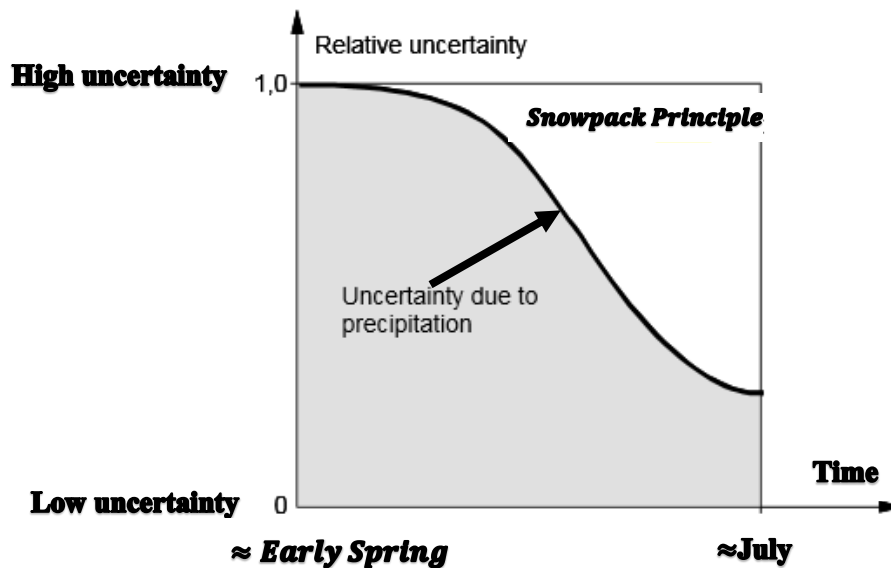 Relative uncertainty
High uncertainty
1,0
Snowpack Principle
Uncertainty due to
precipitation
Time
Low uncertainty
0
≈ Early Spring
≈July